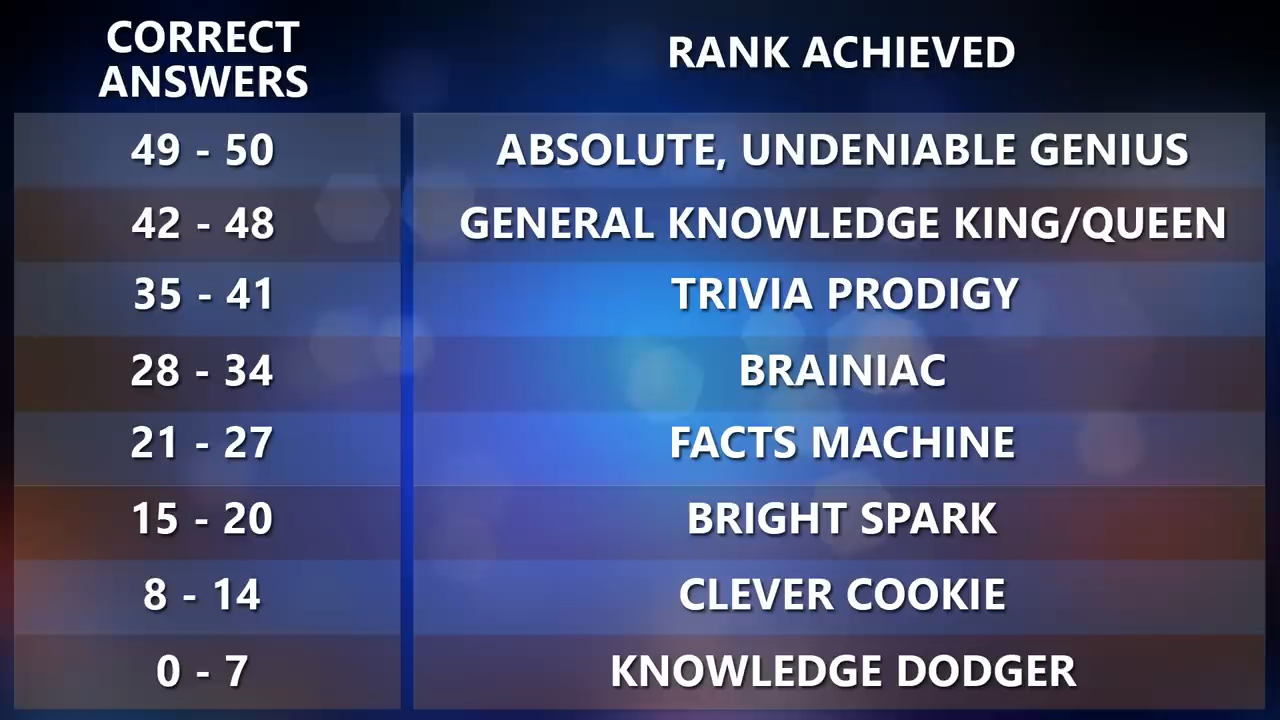 CORRECT
ANSWERS
RANK ACHIEVED
49 - 50 ABSOLUTE, UNDENIABLE GENIUS
42 - 48 GENERAL KNOWLEDGE KING/QUEEN
35 - 41 TRIVIA PRODIGY
28 - 34 BRAINIAC
21 - 27 FACTS MACHINE
15 - 20 BRIGHT SPARK
8 - 14 CLEVER COOKIE
0 - 7 KNOWLEDGE DODGER